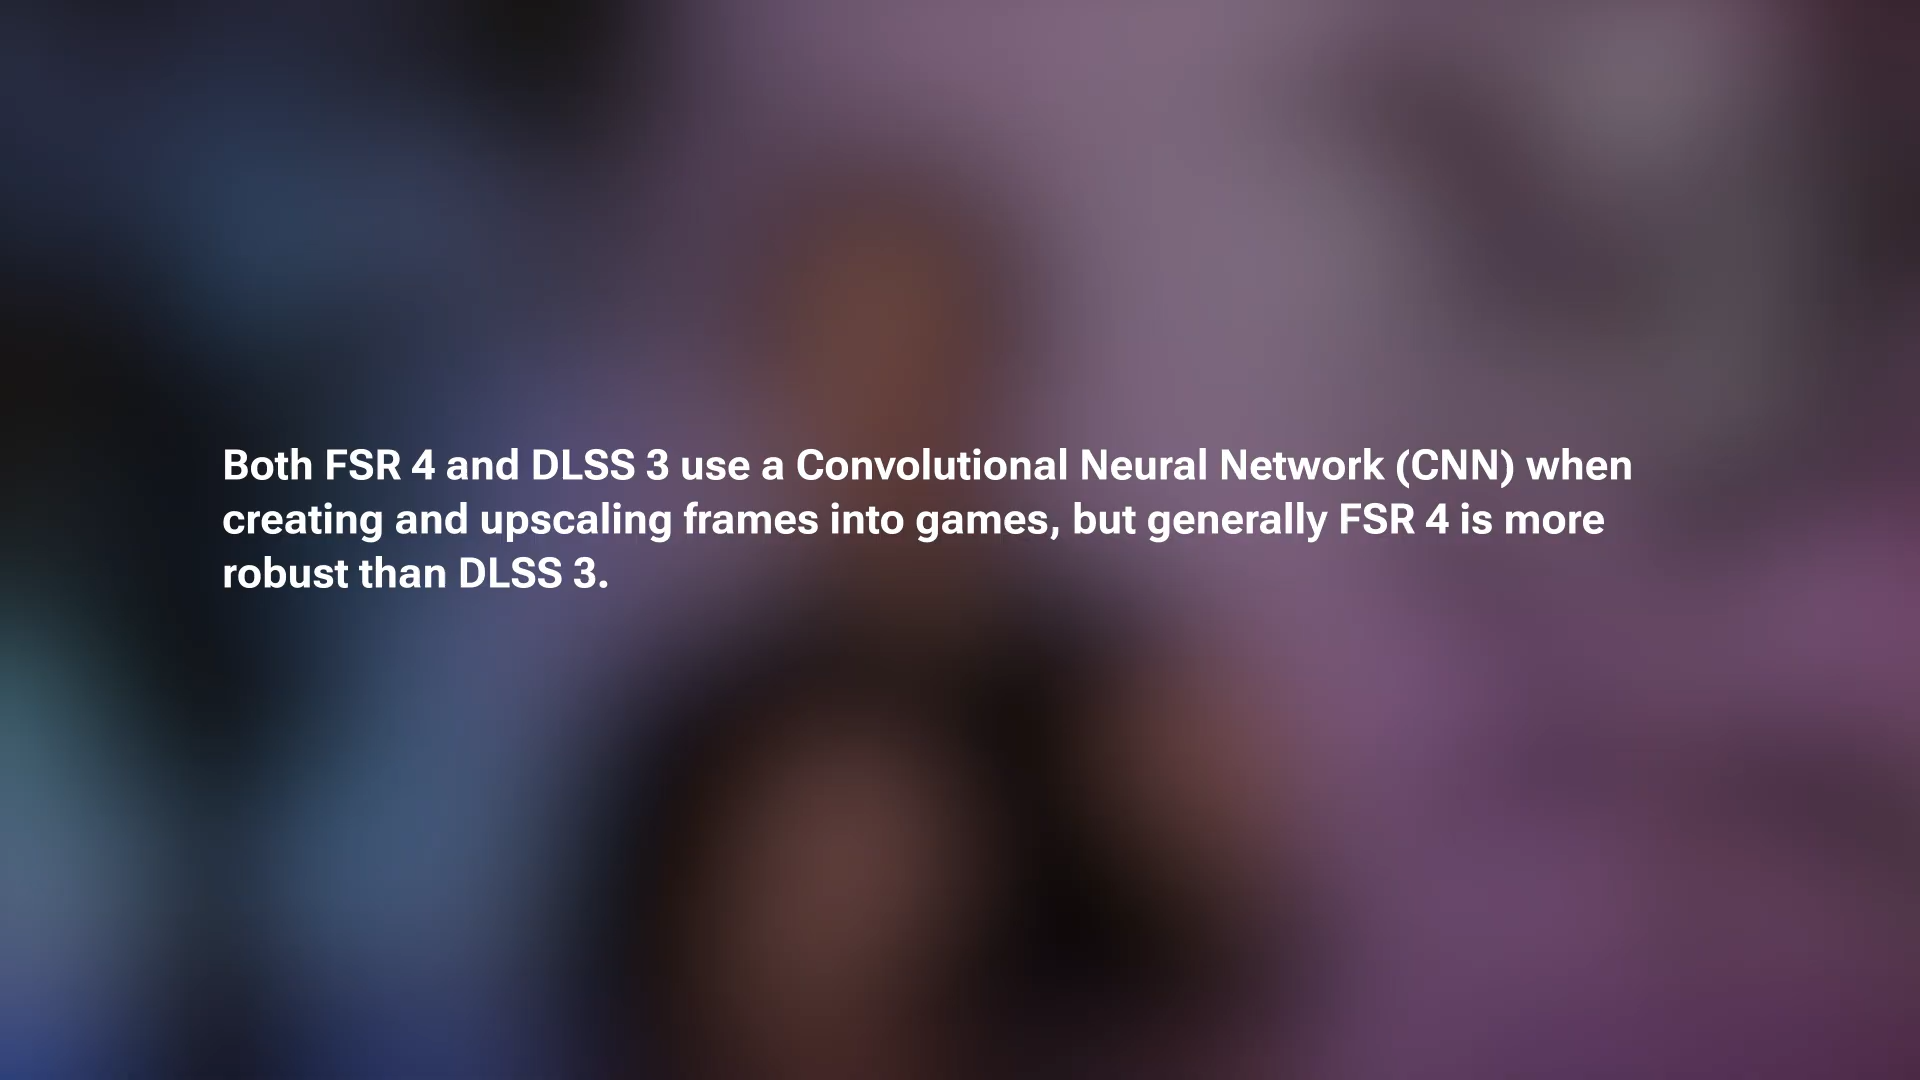 Both FSR 4 and DLSS 3 use a Convolutional Neural Network (CNN) when
creating and upscaling frames into games, but generally FSR 4 is more
robust than DLSS 3.